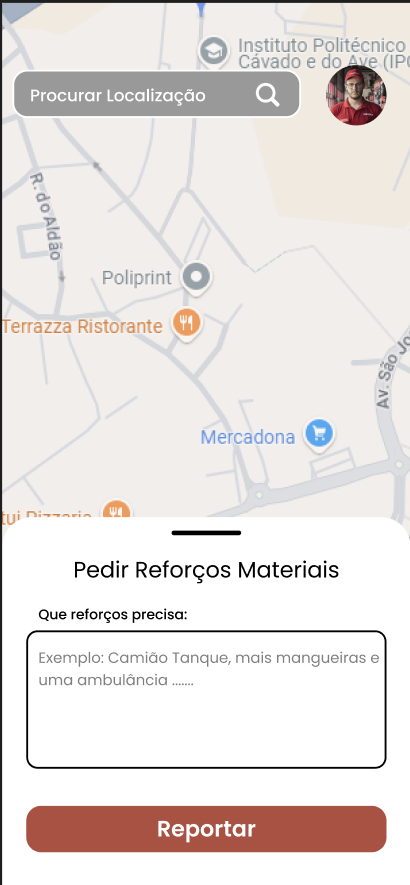 Instituto Politécnico
Cávado e do Ave (IPC
Procurar Localização
R. do Aldão
Poliprint
Terrazza Ristorante
Av. São Jo
Mercadona
tui Pizzaria
Pedir Reforços Materiais
Que reforços precisa:
Exemplo: Camião Tanque, mais mangueiras e
uma ambulância .......
Reportar